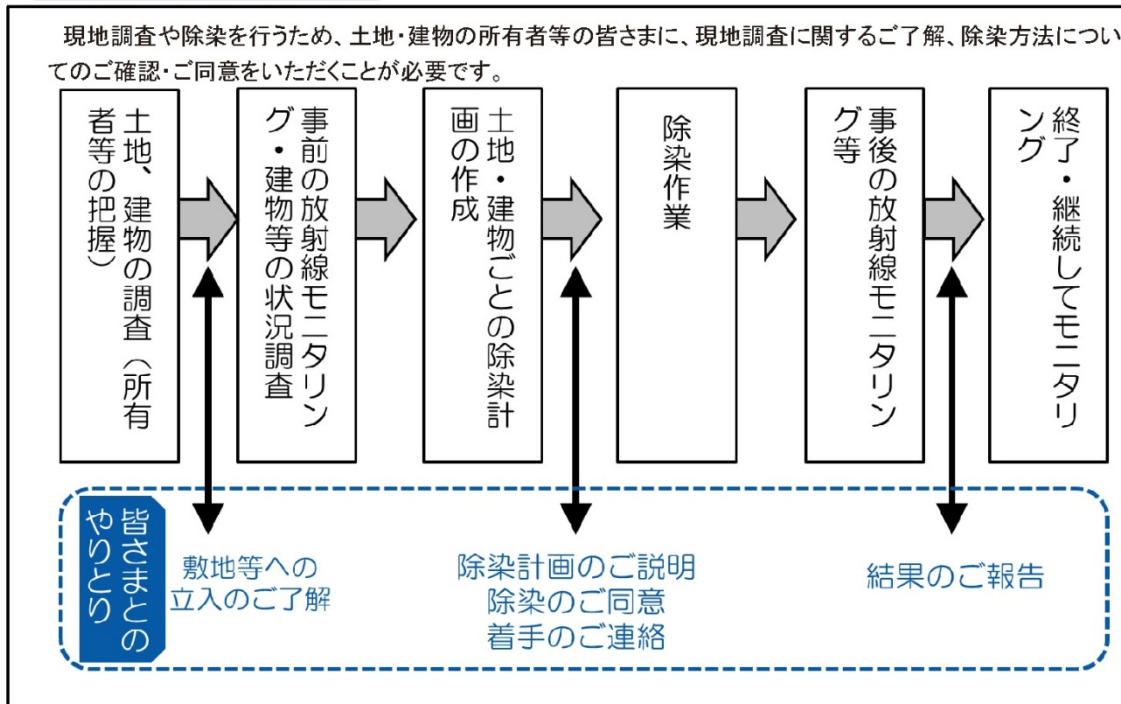 現地調査や除染を行うため、土地・建物の所有者等の皆さまに、現地調査に関するご了解、除染方法につい
てのご確認・ご同意をいただくことが必要です。
土地、建物の調査（所有
者等の把握）
事前の放射線モニタリン
グ・建物等の状況調査
土地・建物ごとの除染計
画の作成
除染作業
事後の放射線モニタリン
グ等
終了・継続してモニタリ
ング
皆さまとの
やりとり
敷地等への
立入のご了解
除染計画のご説明
除染のご同意
着手のご連絡
結果のご報告